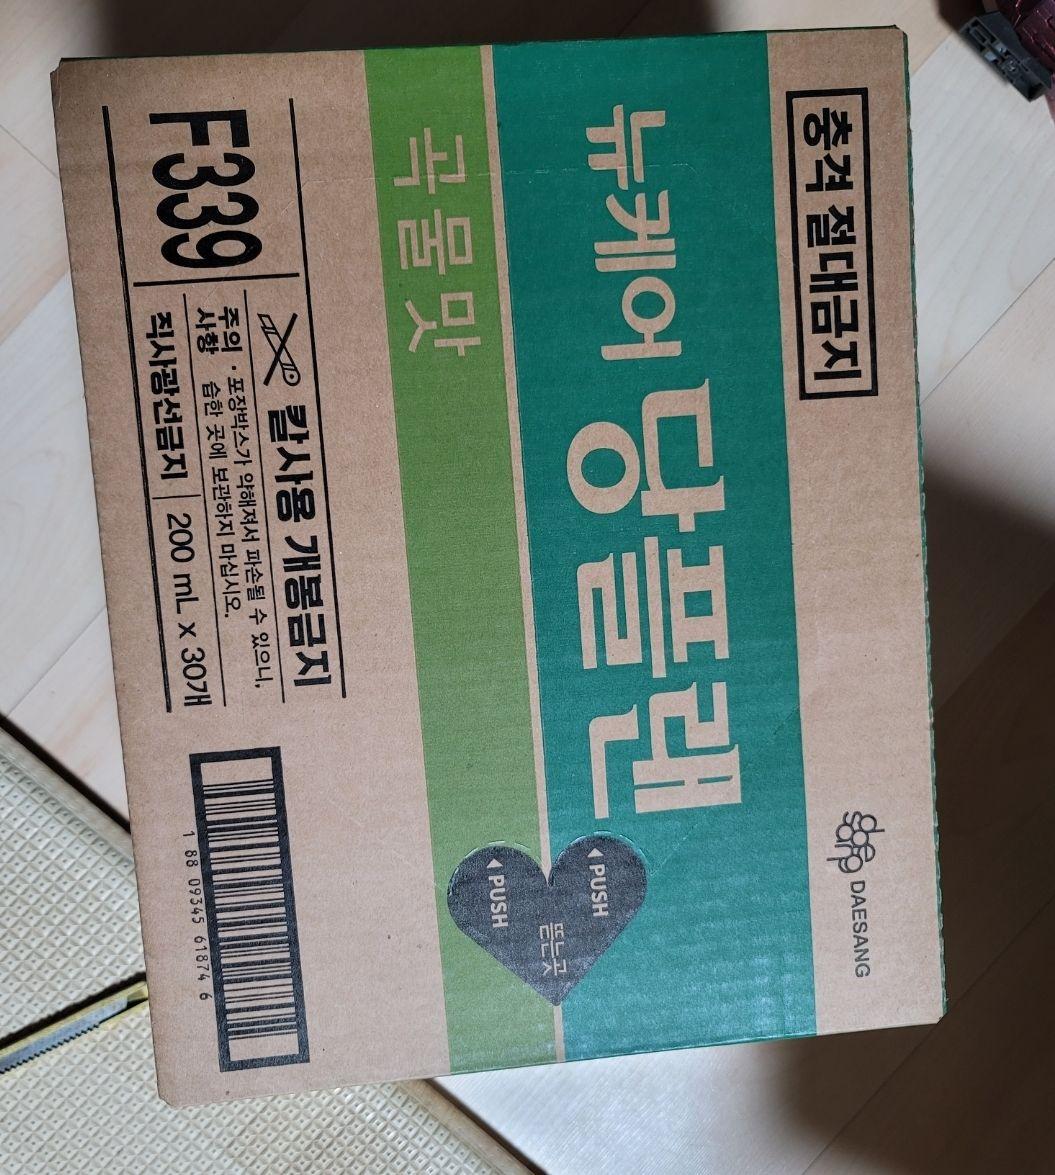 충격 절대금지
뉴케어 당플랜
곡물맛
dae
sang
DAESANG
PUSH
PUSH
뜯는곳
F339
칼사용 개봉금지
주의
사항
· 포장박스가 약해져서 파손될 수 있으니,
습한 곳에 보관하지 마십시오.
직사광선금지
200 mL x 30개
1 88 09345 61874 6